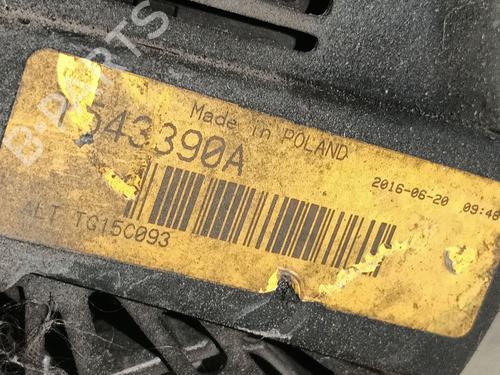 Made in POLAND
543390A
2016-06-20 09:48
ALT TG15C093
B-PARTS